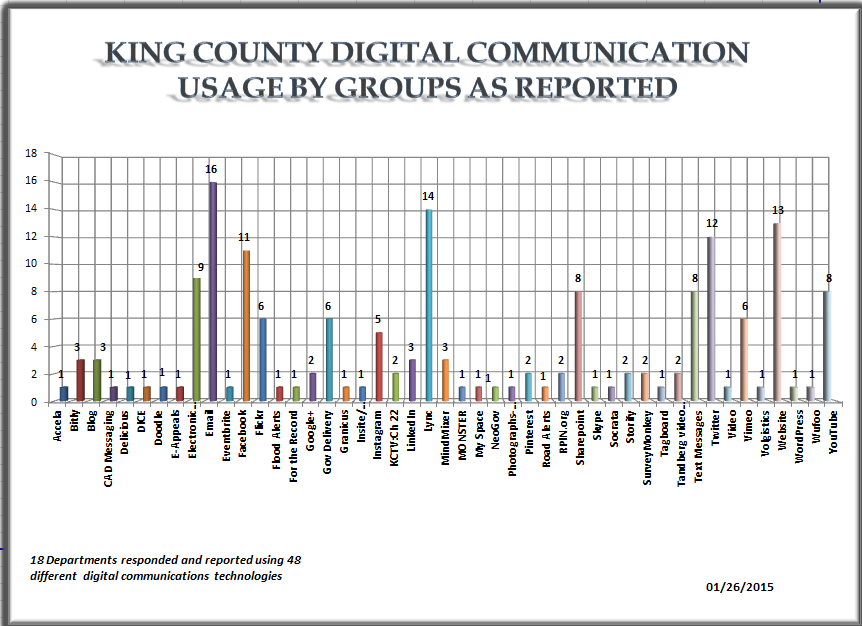 KING COUNTY DIGITAL COMMUNICATION
USAGE BY GROUPS AS REPORTED
18
16
14
12
10
8
6
4
2
0
1
3
3
1
1
1
1
1
9
16
1
11
6
1
1
2
6
1
1
5
2
3
14
3
1
1
1
1
2
1
2
8
1
1
2
2
1
2
8
12
1
6
1
13
1
1
8
Accela
Bitly
Blog
CAD Messaging
Delicious
DICE
Doodle
E-Appeals
Electronic...
Email
Eventbrite
Facebook
Flickr
Flood Alerts
For the Record
Google+
Gov Delivery
Granicus
Insite/...
Instagram
KCTV:Ch 22
LinkedIn
Lync
MindMixer
MONSTER
My Space
NeoGov
Photographs-...
Pinterest
Road Alerts
RPIN.org
Sharepoint
Skype
Socrata
Storify
SurveyMonkey
Tagboard
Tandberg video...
Text Messages
Twitter
Video
Vimeo
Volgistics
Website
WordPress
Wufoo
YouTube
18 Departments responded and reported using 48
different digital communications technologies
01/26/2015